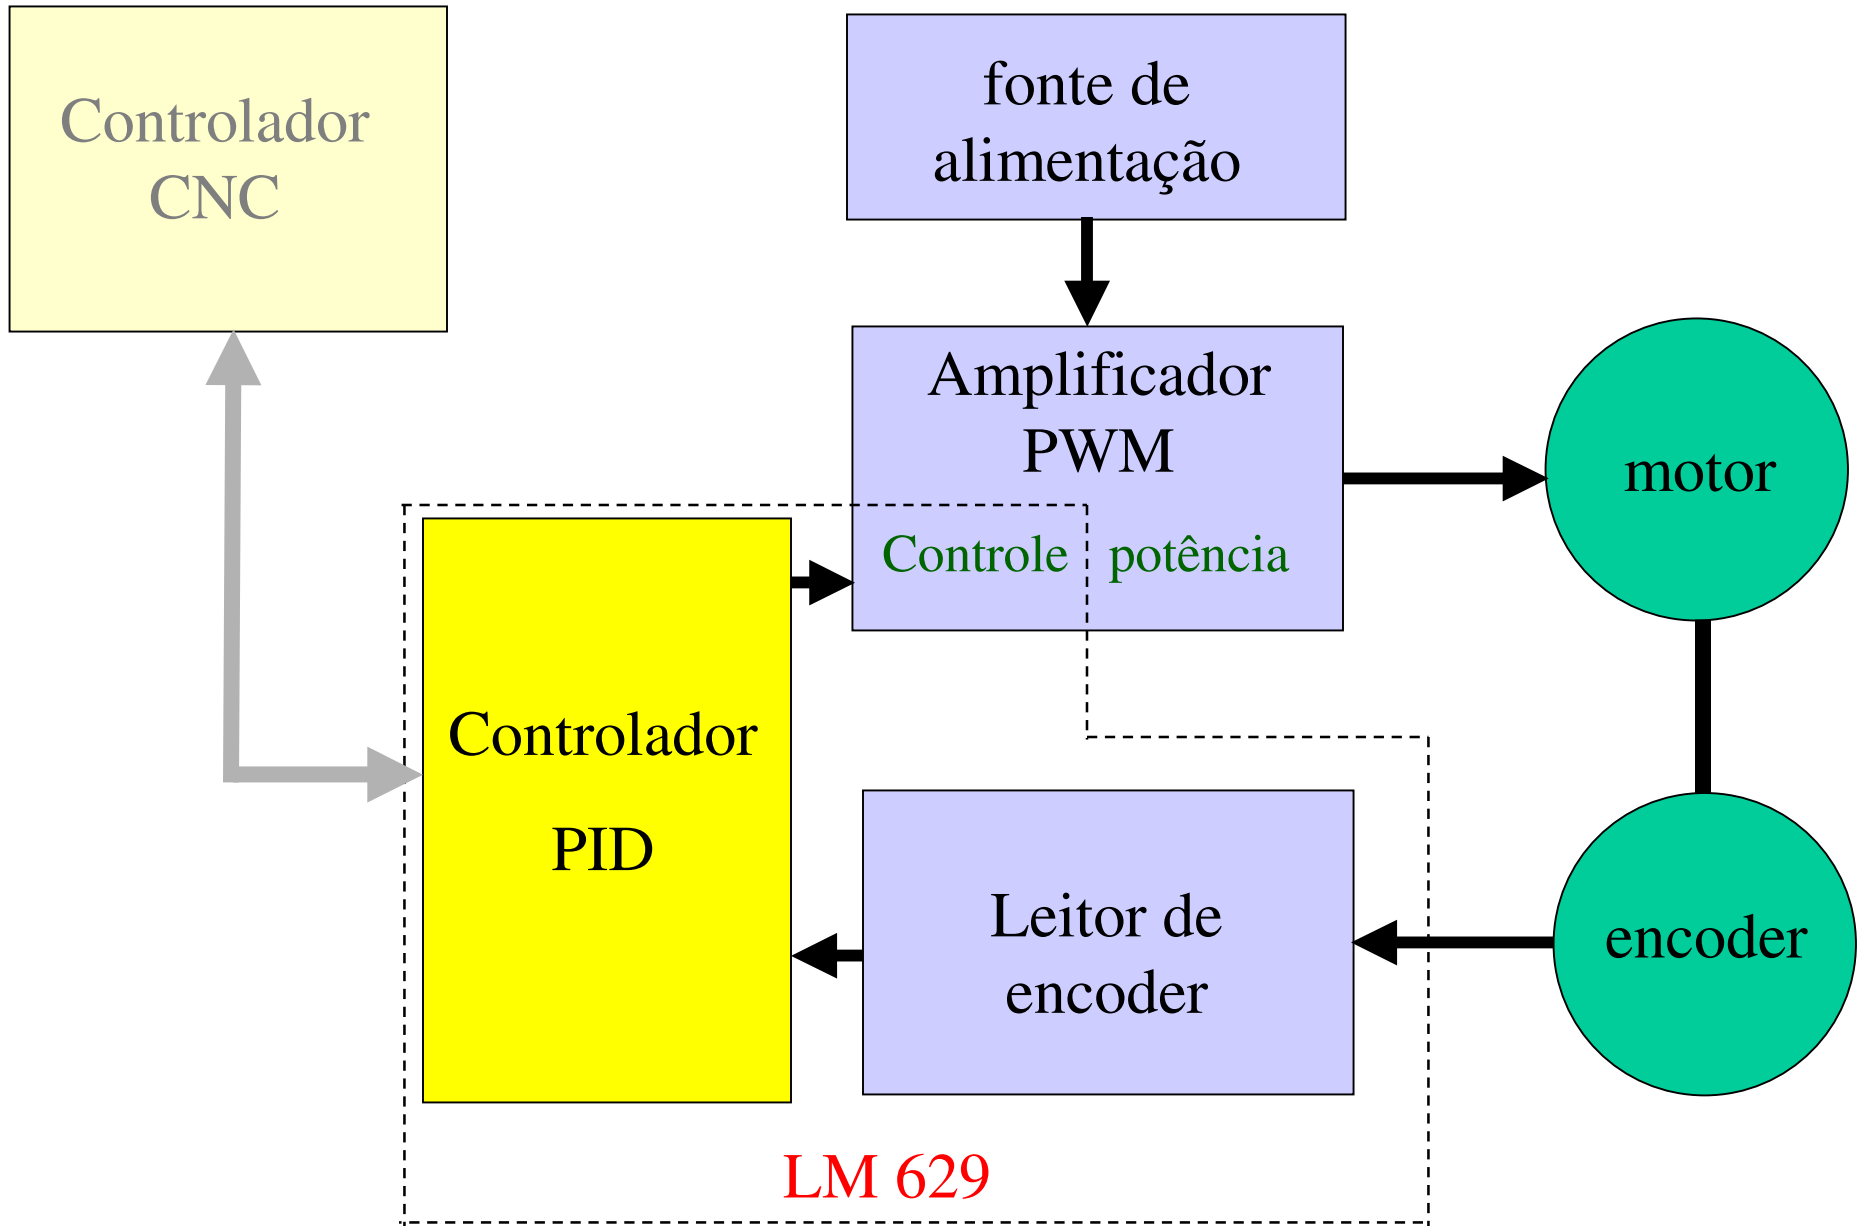 Controlador
CNC
fonte de
alimentação
Amplificador
PWM
Controle potência
motor
Controlador
PID
Leitor de
encoder
encoder
LM 629